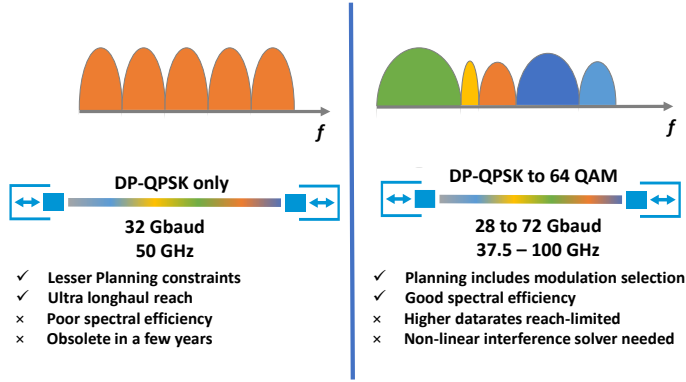 f
DP-QPSK only
32 Gbaud
50 GHz
✓ Lesser Planning constraints
✓ Ultra longhaul reach
× Poor spectral efficiency
× Obsolete in a few years
f
DP-QPSK to 64 QAM
28 to 72 Gbaud
37.5 – 100 GHz
✓ Planning includes modulation selection
✓ Good spectral efficiency
× Higher datarates reach-limited
× Non-linear interference solver needed